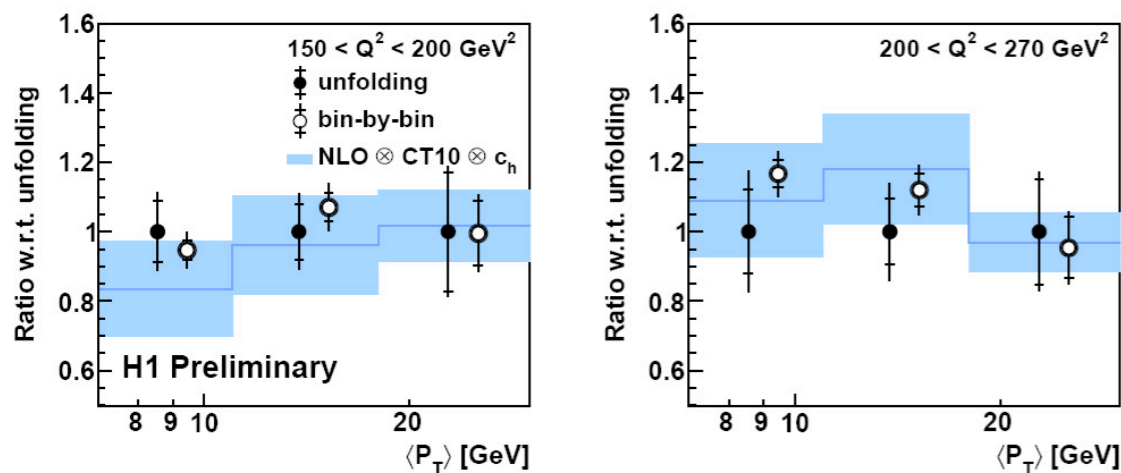 Ratio w.r.t. unfolding
1.6
1.4
1.2
1
0.8
0.6
150 < Q² < 200 GeV²
unfolding
bin-by-bin
NLO ⊗ CT10 ⊗ c_h
H1 Preliminary
8 9 10 20
⟨P_T⟩ [GeV]
Ratio w.r.t. unfolding
1.6
1.4
1.2
1
0.8
0.6
200 < Q² < 270 GeV²
8 9 10 20
⟨P_T⟩ [GeV]